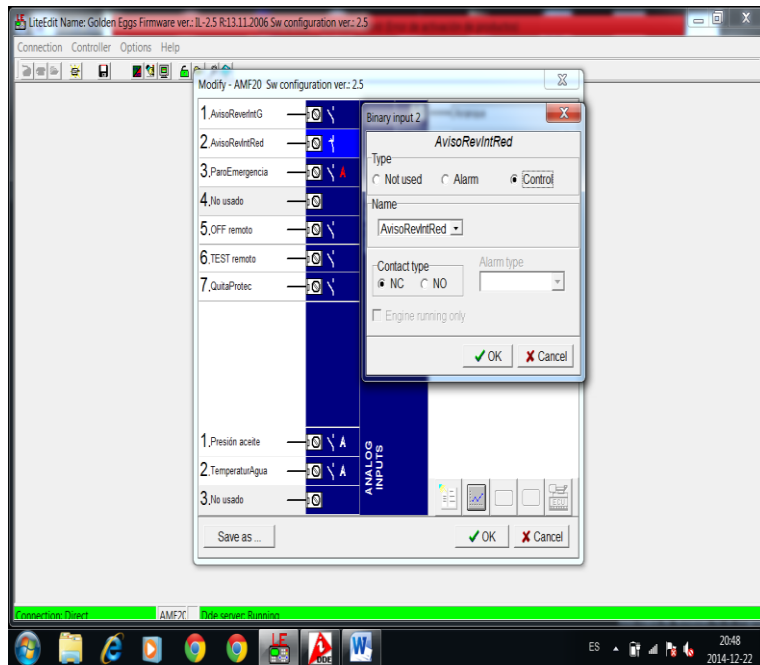 LiteEdit Name: Golden Eggs Firmware ver.: IL-2.5 R:13.11.2006 Sw configuration ver.: 2.5
Connection Controller Options Help
Modify - AMF20 Sw configuration ver.: 2.5
1.AvisoReverIntG
2.AvisoRevIntRed
3.ParoEmergencia A
4.No usado
5.OFF remoto
6.TEST remoto
7.QuitaProtec
Binary input 2
AvisoRevIntRed
Type
Not used Alarm Control
Name
AvisoRevIntRed
Contact type Alarm type
NC NO
Engine running only
OK Cancel
1.Presión aceite A
2.TemperaturAgua A
3.No usado
ANALOG
INPUTS
ECU
Save as ... OK Cancel
Connection: Direct AMF20 Dde server: Running
LE DDE W ES 20:48
2014-12-22